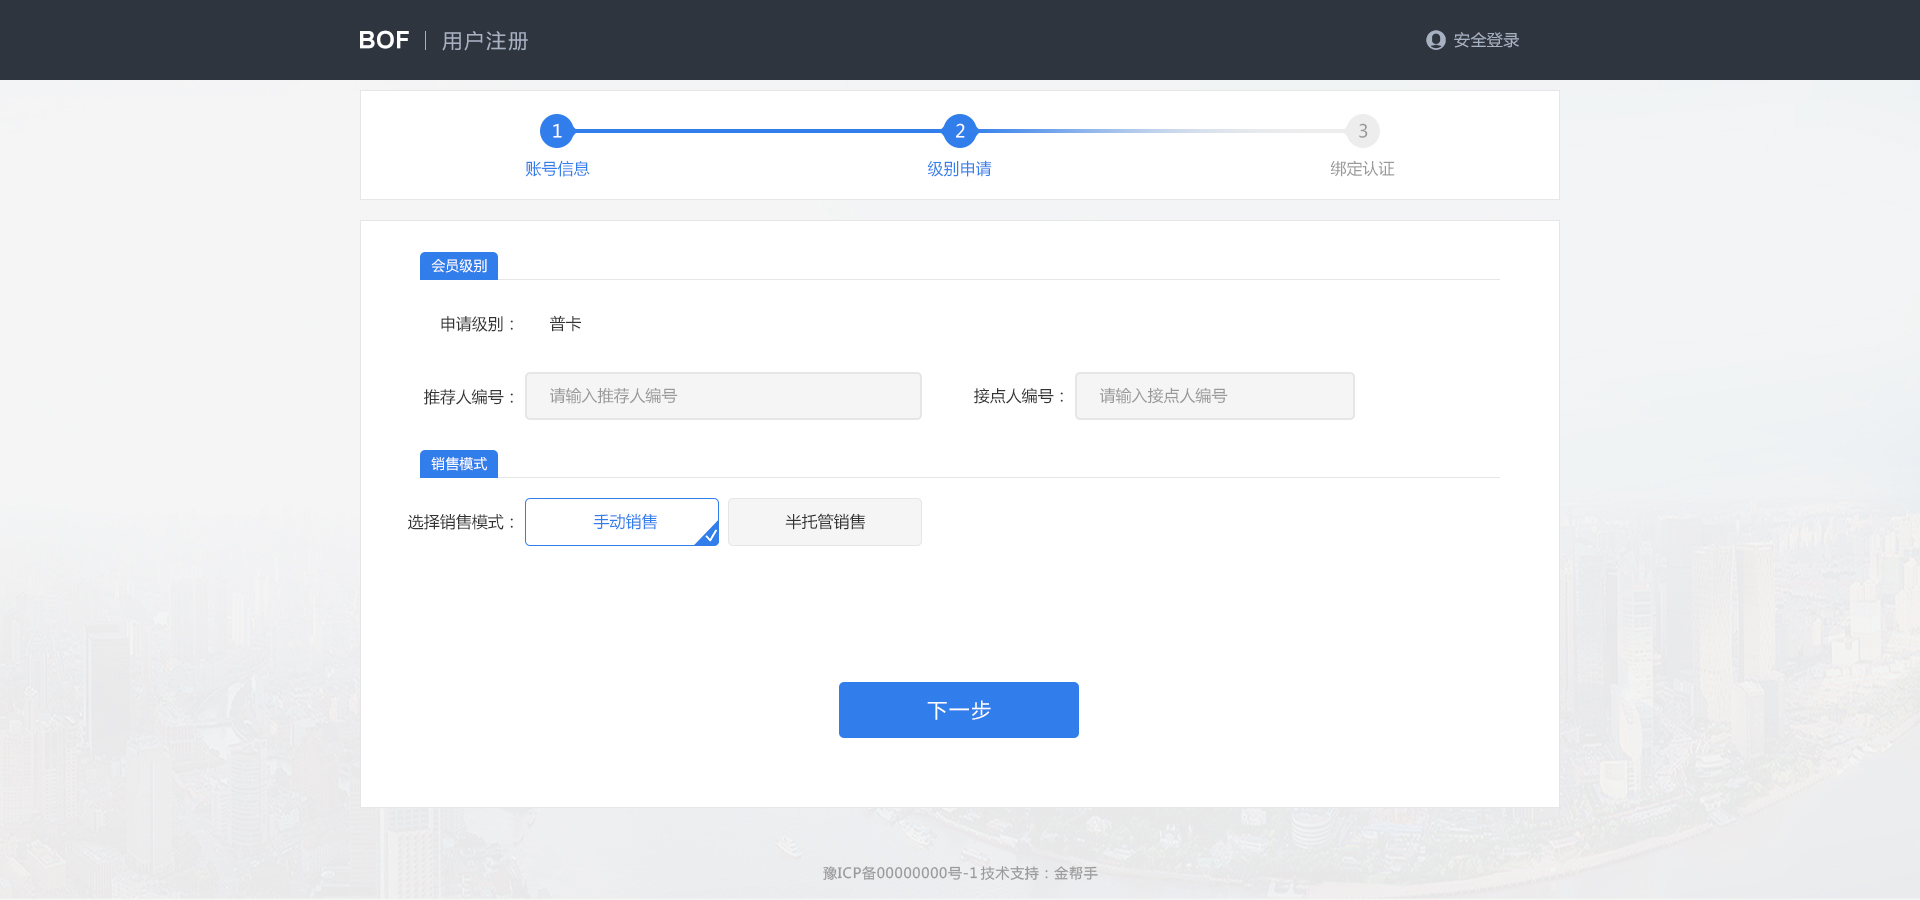 BOF 用户注册 安全登录
1 2 3
账号信息 级别申请 绑定认证
会员级别
申请级别： 普卡
推荐人编号： 请输入推荐人编号 接点人编号： 请输入接点人编号
销售模式
选择销售模式： 手动销售 半托管销售
下一步
豫ICP备00000000号-1 技术支持：金帮手